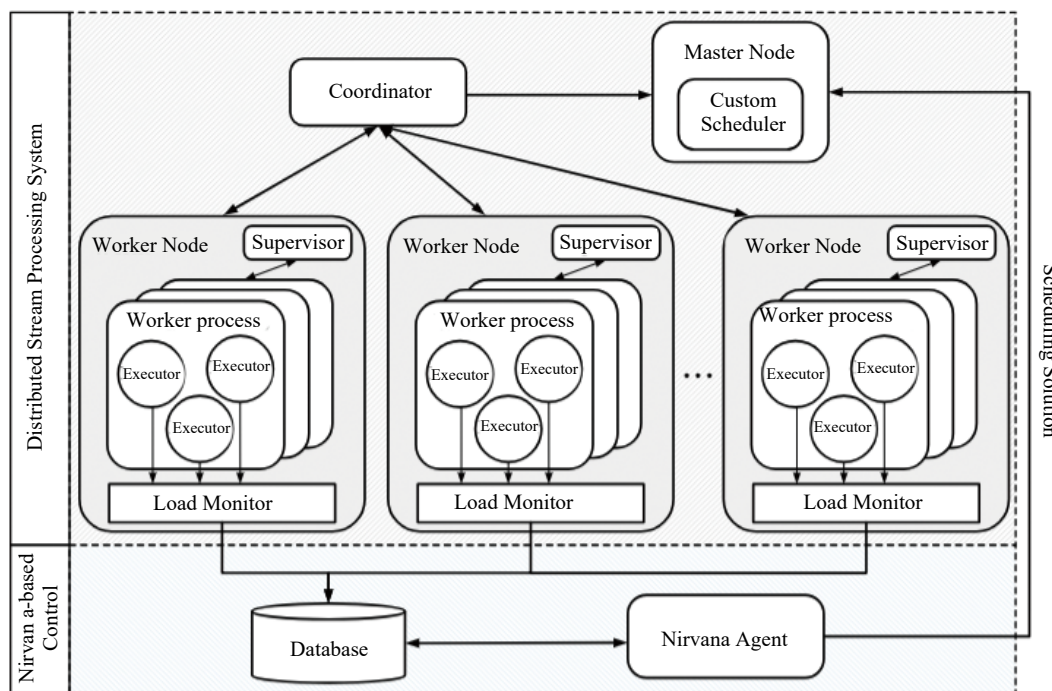 Distributed Stream Processing System
Coordinator
Master Node
Custom
Scheduler
Worker Node
Supervisor
Worker process
Executor
Executor
Executor
Load Monitor
Worker Node
Supervisor
Worker process
Executor
Executor
Executor
Load Monitor
...
Worker Node
Supervisor
Worker process
Executor
Executor
Executor
Load Monitor
Scheduling Solution
Nirvan a-based
Control
Database
Nirvana Agent